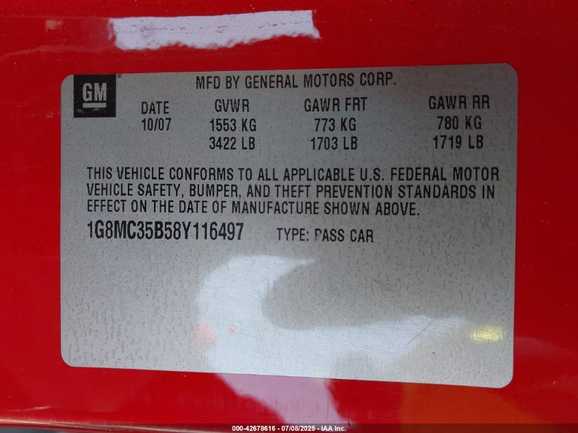 GM
MFD BY GENERAL MOTORS CORP.
DATE GVWR GAWR FRT GAWR RR
10/07 1553 KG 773 KG 780 KG
3422 LB 1703 LB 1719 LB
THIS VEHICLE CONFORMS TO ALL APPLICABLE U.S. FEDERAL MOTOR
VEHICLE SAFETY, BUMPER, AND THEFT PREVENTION STANDARDS IN
EFFECT ON THE DATE OF MANUFACTURE SHOWN ABOVE.
1G8MC35B58Y116497 TYPE: PASS CAR
000-42678616 - 07/08/2025 - IAA Inc.